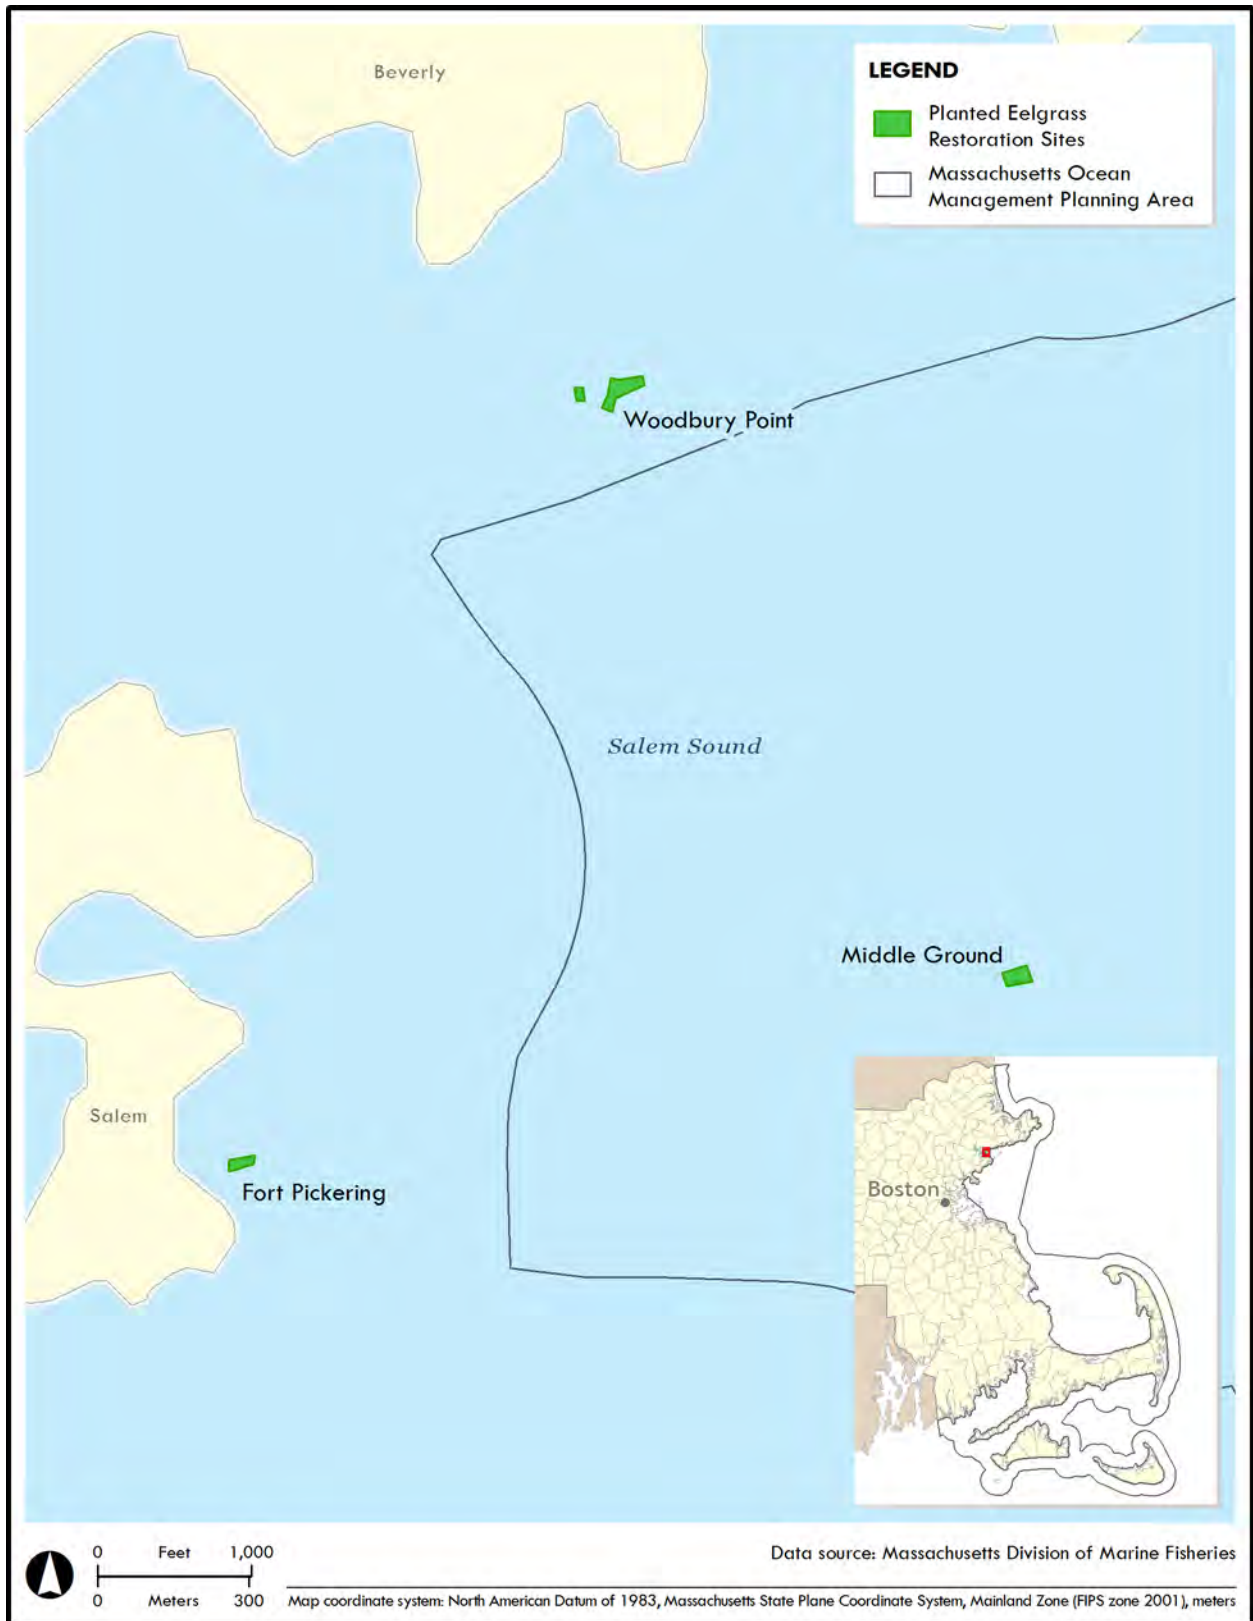 Beverly
LEGEND
Planted Eelgrass
Restoration Sites
Massachusetts Ocean
Management Planning Area
Woodbury Point
Salem Sound
Middle Ground
Salem
Fort Pickering
Boston
0 Feet 1,000
0 Meters 300
Data source: Massachusetts Division of Marine Fisheries
Map coordinate system: North American Datum of 1983, Massachusetts State Plane Coordinate System, Mainland Zone (FIPS zone 2001), meters